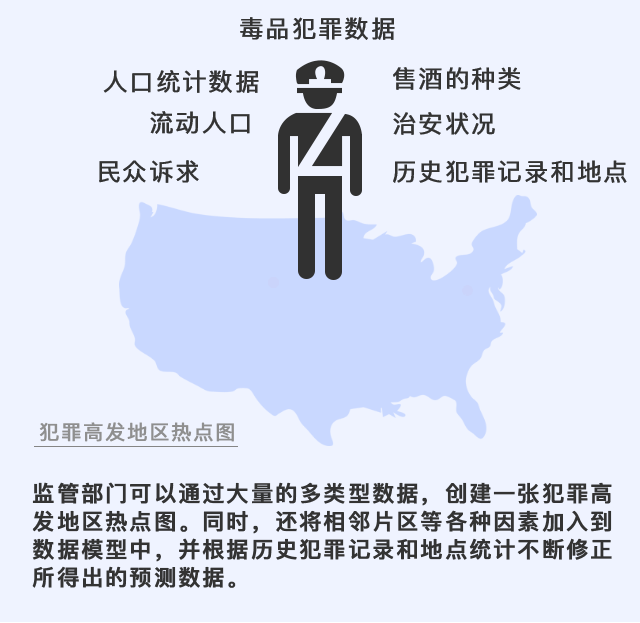 毒品犯罪数据
人口统计数据
售酒的种类
流动人口
治安状况
民众诉求
历史犯罪记录和地点
犯罪高发地区热点图
监管部门可以通过大量的多类型数据，创建一张犯罪高
发地区热点图。同时，还将相邻片区等各种因素加入到
数据模型中，并根据历史犯罪记录和地点统计不断修正
所得出的预测数据。